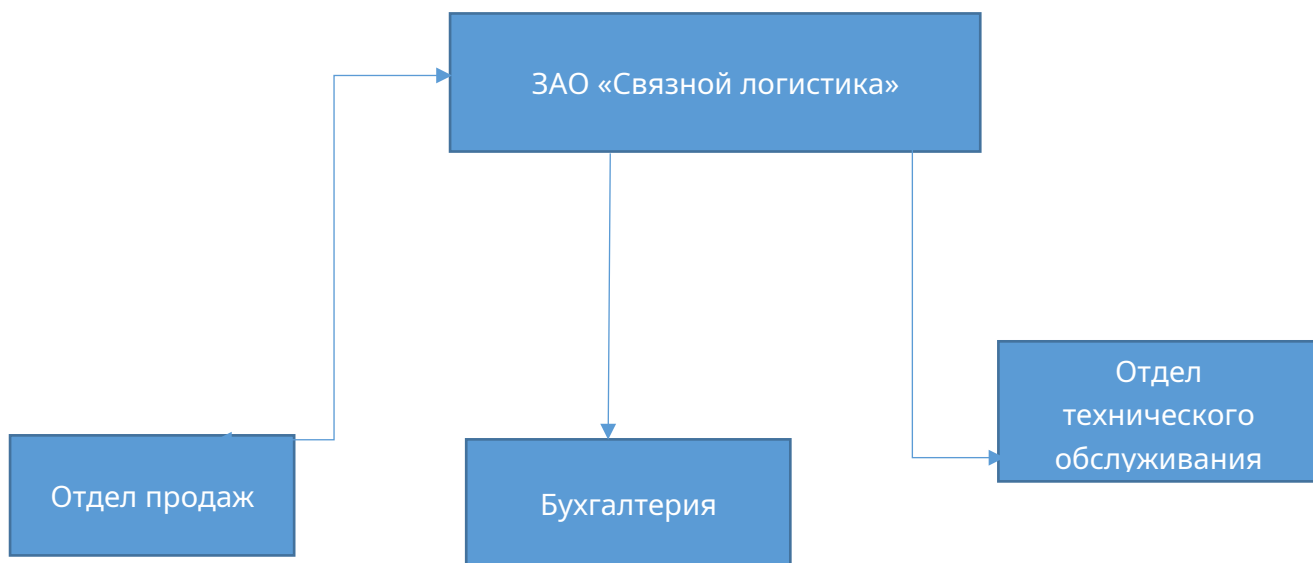 ЗАО «Связной логистика»
Отдел
технического
обслуживания
Отдел продаж
Бухгалтерия